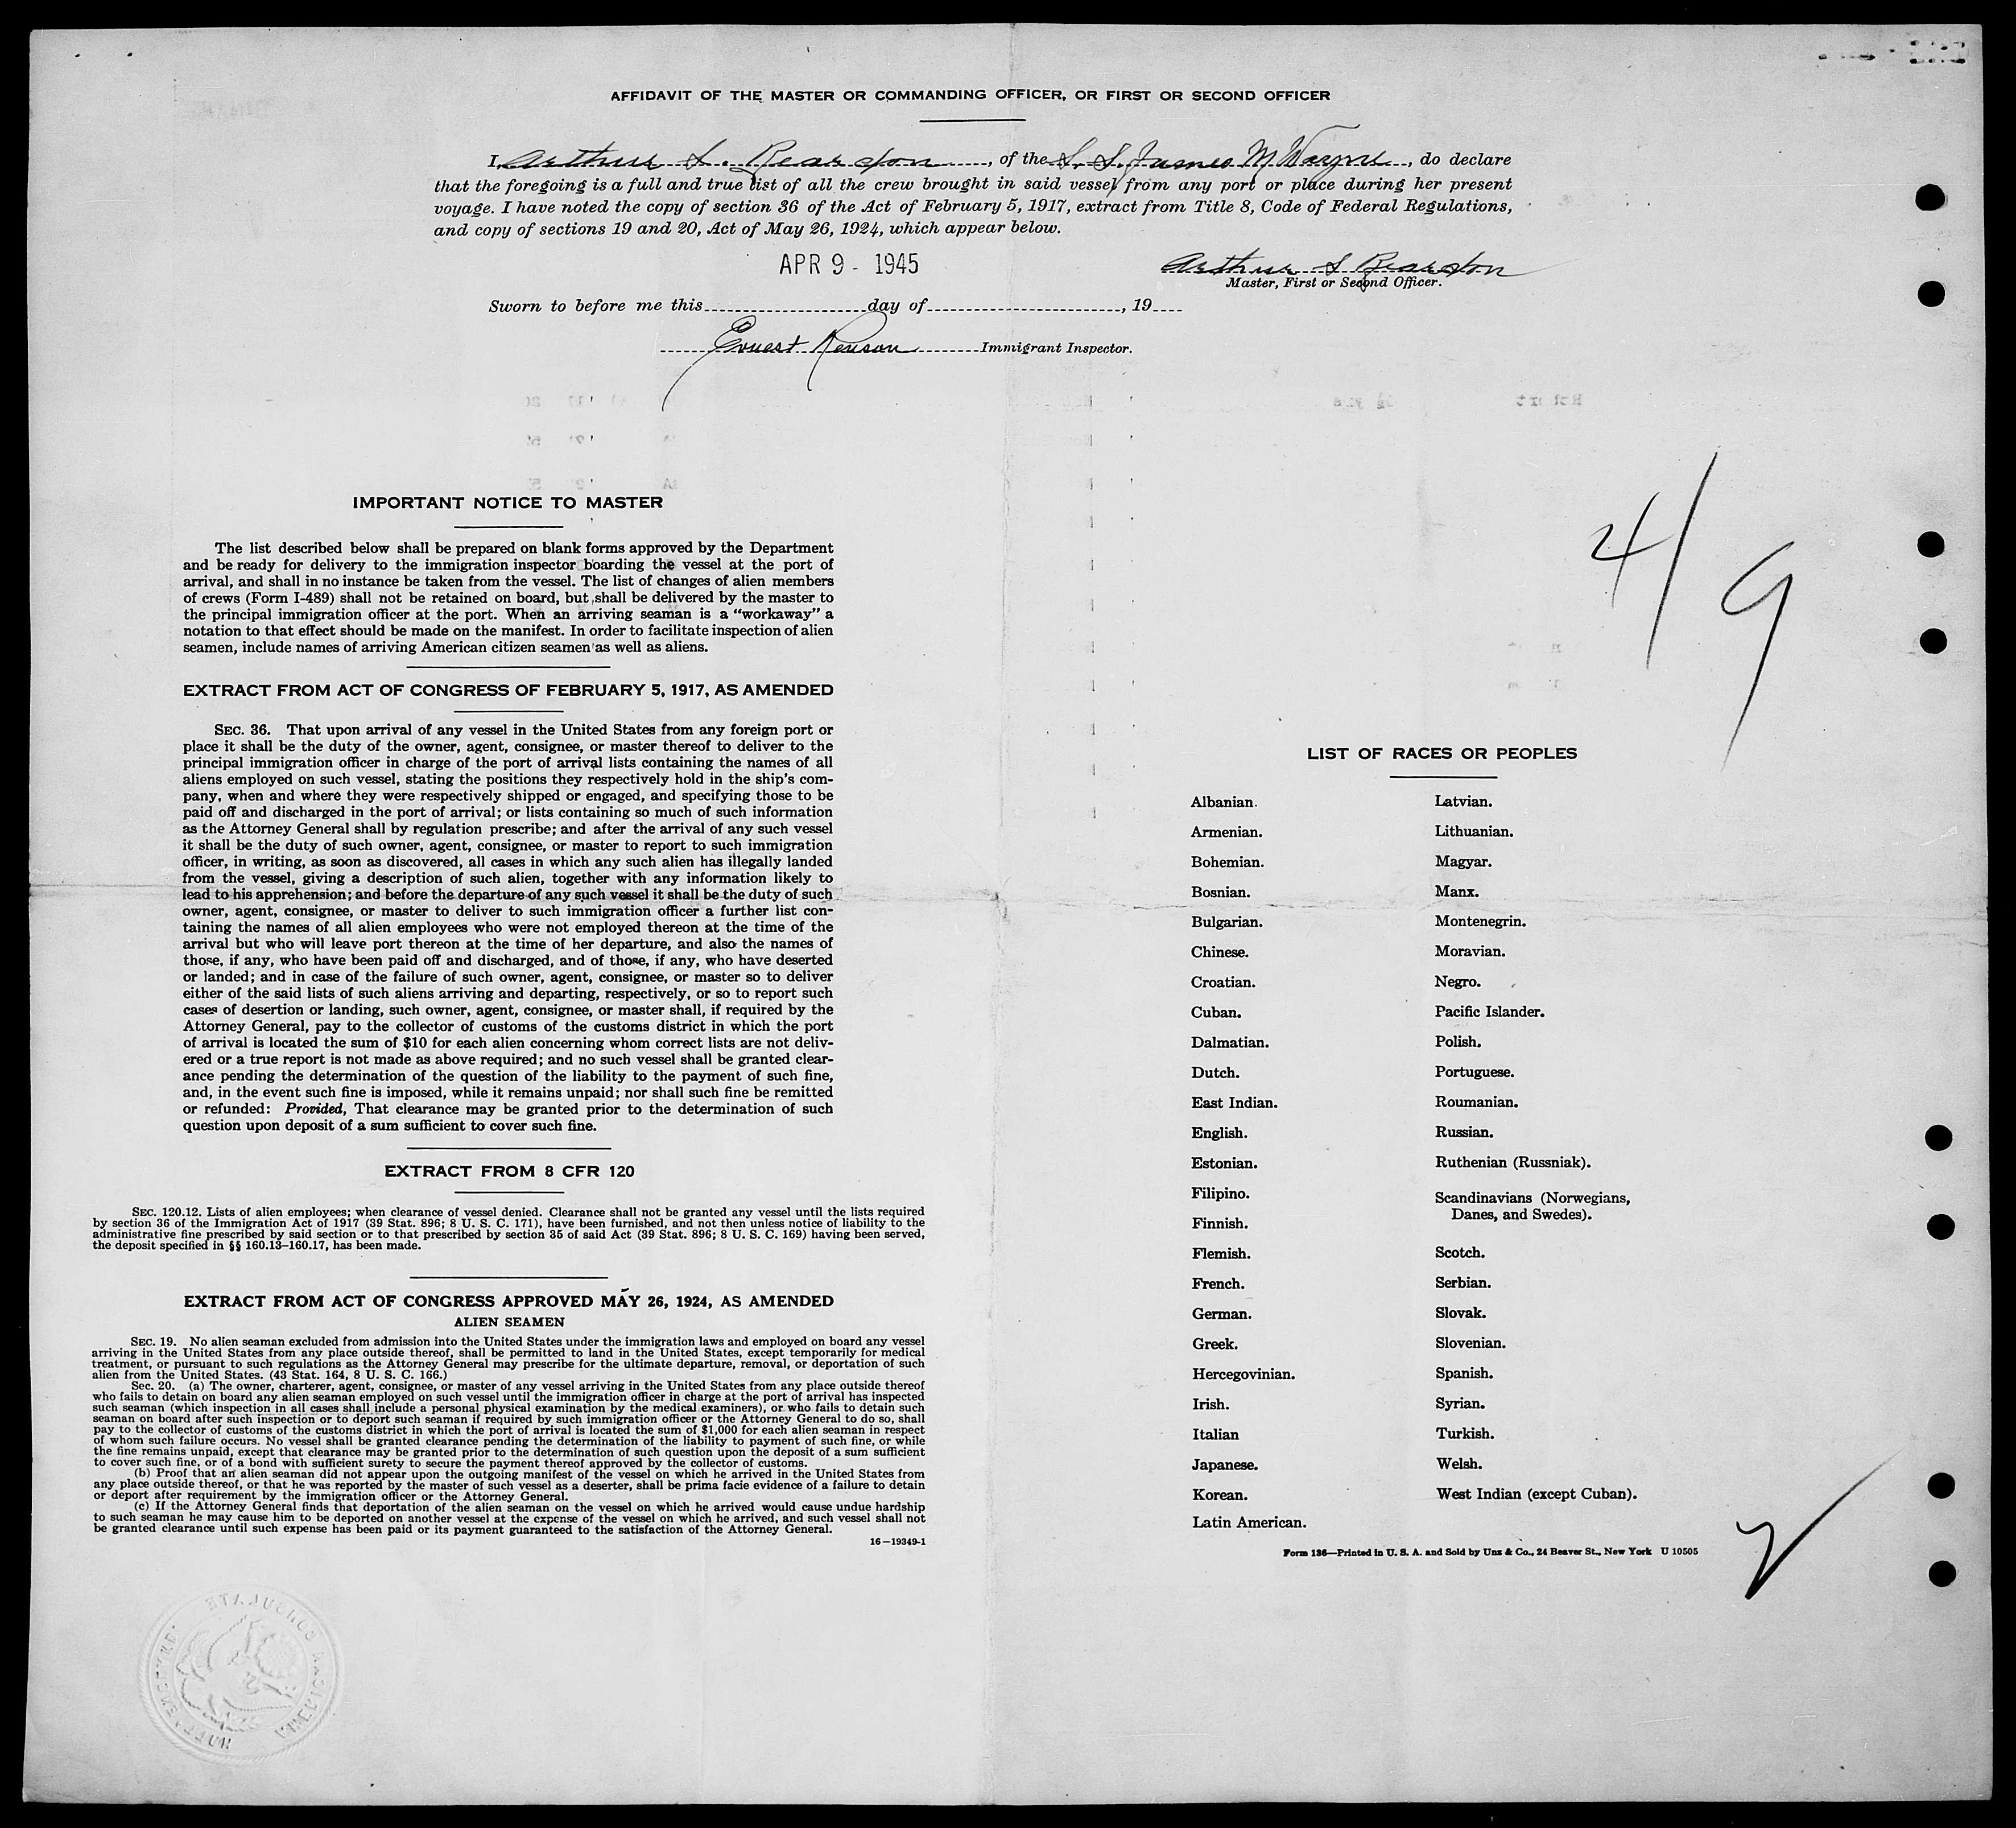 AFFIDAVIT OF THE MASTER OR COMMANDING OFFICER, OR FIRST OR SECOND OFFICER
I, Arthur S. Reardon, of the S. S. James M Wayne, do declare
that the foregoing is a full and true list of all the crew brought in said vessel from any port or place during her present
voyage. I have noted the copy of section 36 of the Act of February 5, 1917, extract from Title 8, Code of Federal Regulations,
and copy of sections 19 and 20, Act of May 26, 1924, which appear below.
APR 9 - 1945
Arthur S Reardon
Master, First or Second Officer.
Sworn to before me this day of , 19
Ernest Immigrant Inspector.
4/9
IMPORTANT NOTICE TO MASTER
The list described below shall be prepared on blank forms approved by the Department
and be ready for delivery to the immigration inspector boarding the vessel at the port of
arrival, and shall in no instance be taken from the vessel. The list of changes of alien members
of crews (Form I-489) shall not be retained on board, but shall be delivered by the master to
the principal immigration officer at the port. When an arriving seaman is a “workaway” a
notation to that effect should be made on the manifest. In order to facilitate inspection of alien
seamen, include names of arriving American citizen seamen as well as aliens.
EXTRACT FROM ACT OF CONGRESS OF FEBRUARY 5, 1917, AS AMENDED
SEC. 36. That upon arrival of any vessel in the United States from any foreign port or
place it shall be the duty of the owner, agent, consignee, or master thereof to deliver to the
principal immigration officer in charge of the port of arrival lists containing the names of all
aliens employed on such vessel, stating the positions they respectively hold in the ship's com-
pany, when and where they were respectively shipped or engaged, and specifying those to be
paid off and discharged in the port of arrival; or lists containing so much of such information
as the Attorney General shall by regulation prescribe; and after the arrival of any such vessel
it shall be the duty of such owner, agent, consignee, or master to report to such immigration
officer, in writing, as soon as discovered, all cases in which any such alien has illegally landed
from the vessel, giving a description of such alien, together with any information likely to
lead to his apprehension; and before the departure of any such vessel it shall be the duty of such
owner, agent, consignee, or master to deliver to such immigration officer a further list con-
taining the names of all alien employees who were not employed thereon at the time of the
arrival but who will leave port thereon at the time of her departure, and also the names of
those, if any, who have been paid off and discharged, and of those, if any, who have deserted
or landed; and in case of the failure of such owner, agent, consignee, or master so to deliver
either of the said lists of such aliens arriving and departing, respectively, or so to report such
cases of desertion or landing, such owner, agent, consignee, or master shall, if required by the
Attorney General, pay to the collector of customs of the customs district in which the port
of arrival is located the sum of $10 for each alien concerning whom correct lists are not deliv-
ered or a true report is not made as above required; and no such vessel shall be granted clear-
ance pending the determination of the question of the liability to the payment of such fine,
and, in the event such fine is imposed, while it remains unpaid; nor shall such fine be remitted
or refunded: Provided, That clearance may be granted prior to the determination of such
question upon deposit of a sum sufficient to cover such fine.
EXTRACT FROM 8 CFR 120
SEC. 120.12. Lists of alien employees; when clearance of vessel denied. Clearance shall not be granted any vessel until the lists required
by section 36 of the Immigration Act of 1917 (39 Stat. 896; 8 U. S. C. 171), have been furnished, and not then unless notice of liability to the
administrative fine prescribed by said section or to that prescribed by section 35 of said Act (39 Stat. 896; 8 U. S. C. 169) having been served,
the deposit specified in §§ 160.13–160.17, has been made.
EXTRACT FROM ACT OF CONGRESS APPROVED MAY 26, 1924, AS AMENDED
ALIEN SEAMEN
SEC. 19. No alien seaman excluded from admission into the United States under the immigration laws and employed on board any vessel
arriving in the United States from any place outside thereof, shall be permitted to land in the United States, except temporarily for medical
treatment, or pursuant to such regulations as the Attorney General may prescribe for the ultimate departure, removal, or deportation of such
alien from the United States. (43 Stat. 164, 8 U. S. C. 166.)
Sec. 20. (a) The owner, charterer, agent, consignee, or master of any vessel arriving in the United States from any place outside thereof
who fails to detain on board any alien seaman employed on such vessel until the immigration officer in charge at the port of arrival has inspected
such seaman (which inspection in all cases shall include a personal physical examination by the medical examiners), or who fails to detain such
seaman on board after such inspection or to deport such seaman if required by such immigration officer or the Attorney General to do so, shall
pay to the collector of customs of the customs district in which the port of arrival is located the sum of $1,000 for each alien seaman in respect
of whom such failure occurs. No vessel shall be granted clearance pending the determination of the liability to payment of such fine, or while
the fine remains unpaid, except that clearance may be granted prior to the determination of such question upon the deposit of a sum sufficient
to cover such fine, or of a bond with sufficient surety to secure the payment thereof approved by the collector of customs.
(b) Proof that an alien seaman did not appear upon the outgoing manifest of the vessel on which he arrived in the United States from
any place outside thereof, or that he was reported by the master of such vessel as a deserter, shall be prima facie evidence of a failure to detain
or deport after requirement by the immigration officer or the Attorney General.
(c) If the Attorney General finds that deportation of the alien seaman on the vessel on which he arrived would cause undue hardship
to such seaman he may cause him to be deported on another vessel at the expense of the vessel on which he arrived, and such vessel shall not
be granted clearance until such expense has been paid or its payment guaranteed to the satisfaction of the Attorney General.
16—19349-1
LIST OF RACES OR PEOPLES
Albanian.
Armenian.
Bohemian.
Bosnian.
Bulgarian.
Chinese.
Croatian.
Cuban.
Dalmatian.
Dutch.
East Indian.
English.
Estonian.
Filipino.
Finnish.
Flemish.
French.
German.
Greek.
Hercegovinian.
Irish.
Italian
Japanese.
Korean.
Latin American.
Latvian.
Lithuanian.
Magyar.
Manx.
Montenegrin.
Moravian.
Negro.
Pacific Islander.
Polish.
Portuguese.
Roumanian.
Russian.
Ruthenian (Russniak).
Scandinavians (Norwegians,
Danes, and Swedes).
Scotch.
Serbian.
Slovak.
Slovenian.
Spanish.
Syrian.
Turkish.
Welsh.
West Indian (except Cuban).
Form 136—Printed in U. S. A. and Sold by Unz & Co., 24 Beaver St., New York U 10505